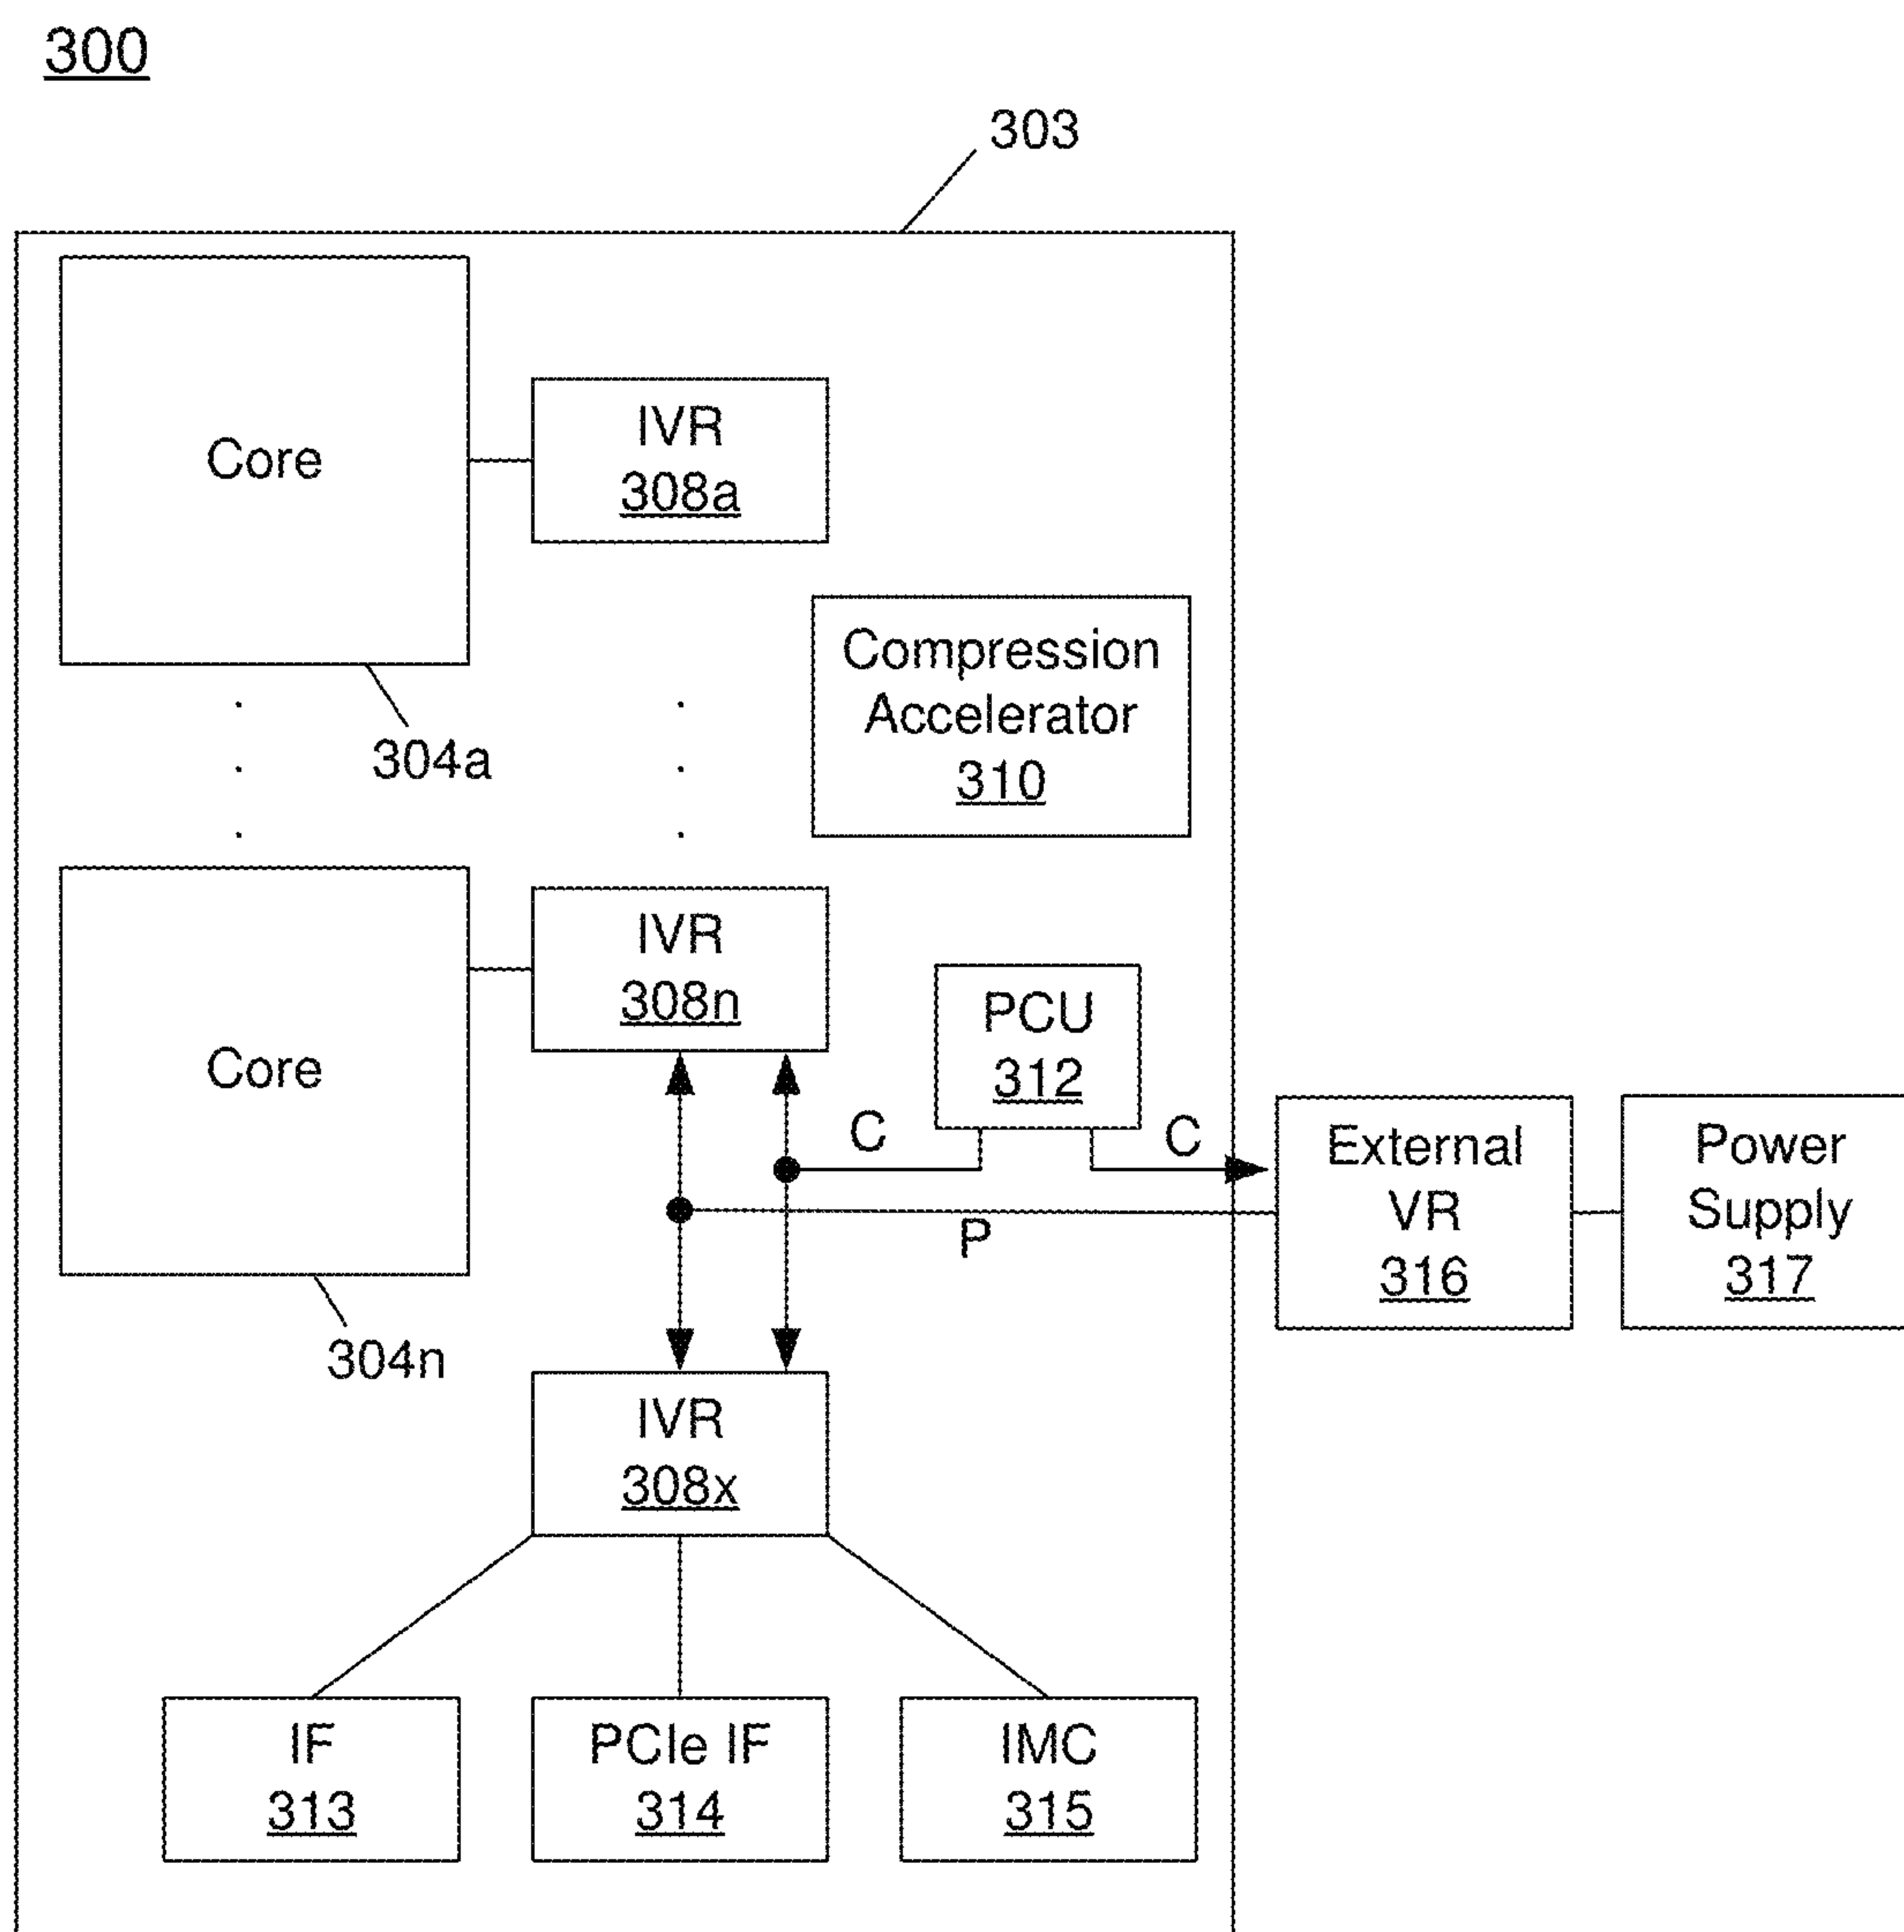 300
303
Core
IVR
308a
Compression
Accelerator
310
304a
IVR
308n
Core
PCU
312
C
C
P
External
VR
316
Power
Supply
317
304n
IVR
308x
IF
313
PCIe IF
314
IMC
315